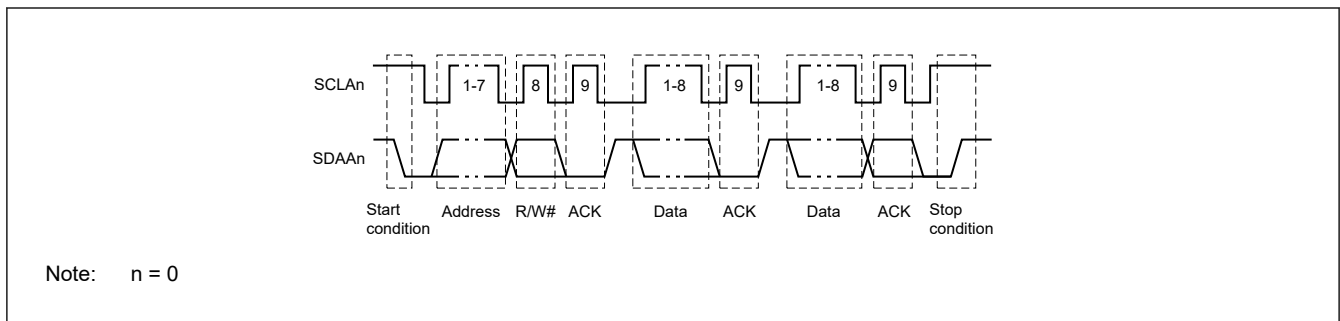 SCLAn
1-7
8
9
1-8
9
1-8
9
SDAAn
Start condition
Address
R/W#
ACK
Data
ACK
Data
ACK
Stop condition
Note: n = 0